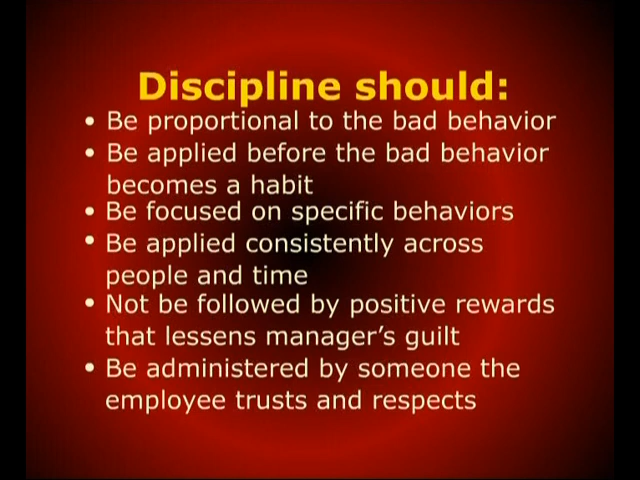 Discipline should:
• Be proportional to the bad behavior
• Be applied before the bad behavior
becomes a habit
• Be focused on specific behaviors
• Be applied consistently across
people and time
• Not be followed by positive rewards
that lessens manager’s guilt
• Be administered by someone the
employee trusts and respects